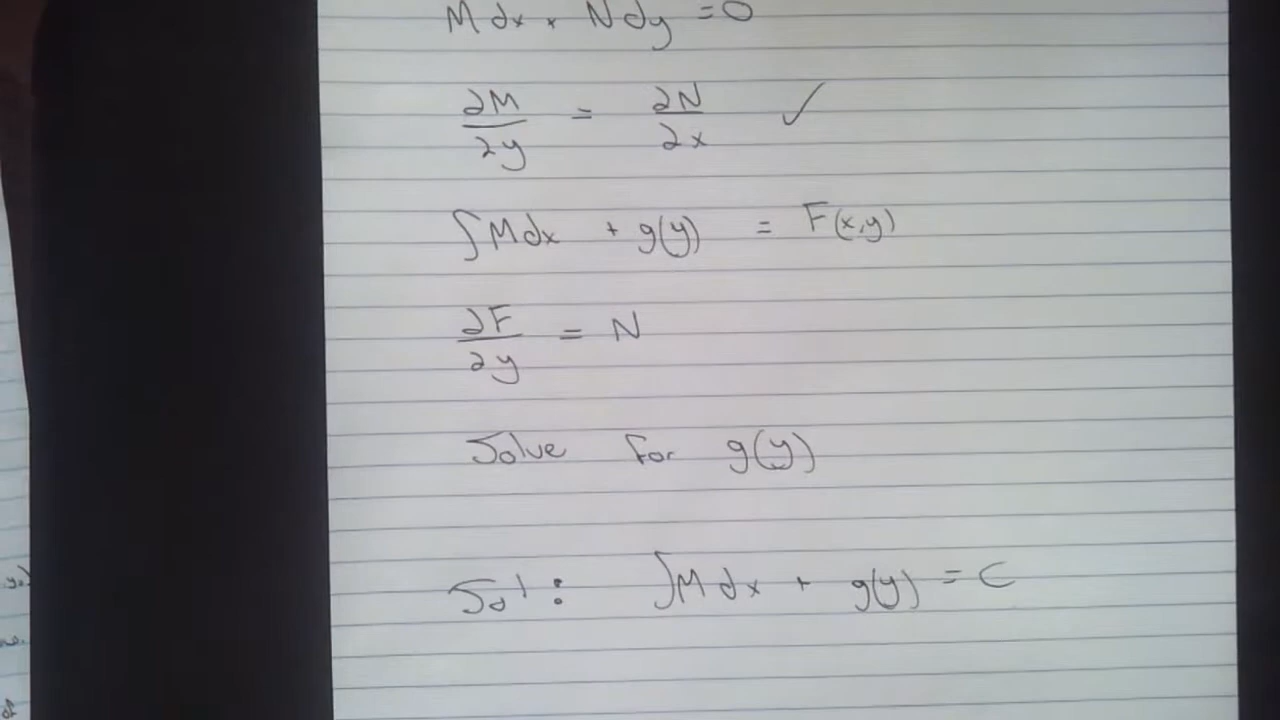 M dx + N dy = 0
∂M/∂y = ∂N/∂x ✓
∫M dx + g(y) = F(x,y)
∂F/∂y = N
Solve for g(y)
Sol: ∫M dx + g(y) = C